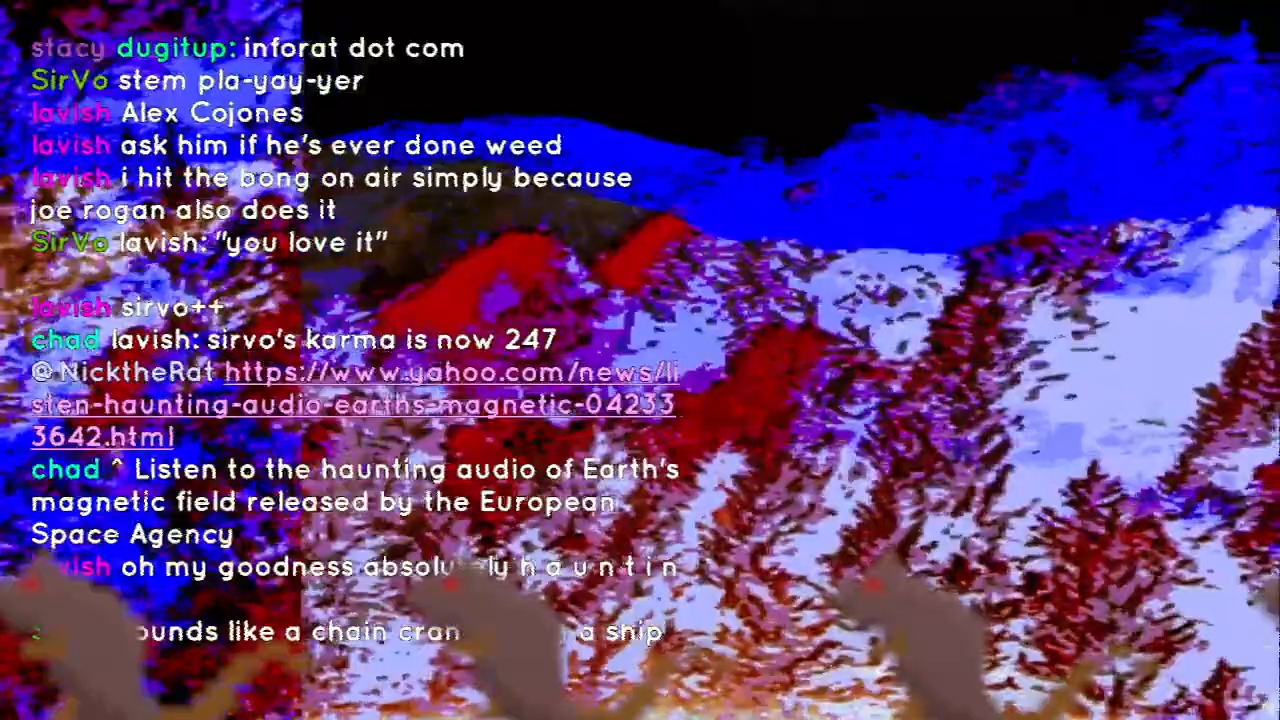 stacy dugitup: inforat dot com
SirVo stem pla-yay-yer
lavish Alex Cojones
lavish ask him if he's ever done weed
lavish i hit the bong on air simply because
joe rogan also does it
SirVo lavish: "you love it"
lavish sirvo++
chad lavish: sirvo's karma is now 247
@NicktheRat https://www.yahoo.com/news/li
sten-haunting-audio-earths-magnetic-04233
3642.html
chad ^ Listen to the haunting audio of Earth's
magnetic field released by the European
Space Agency
oh my goodness h a u n t i n
like a chain a ship